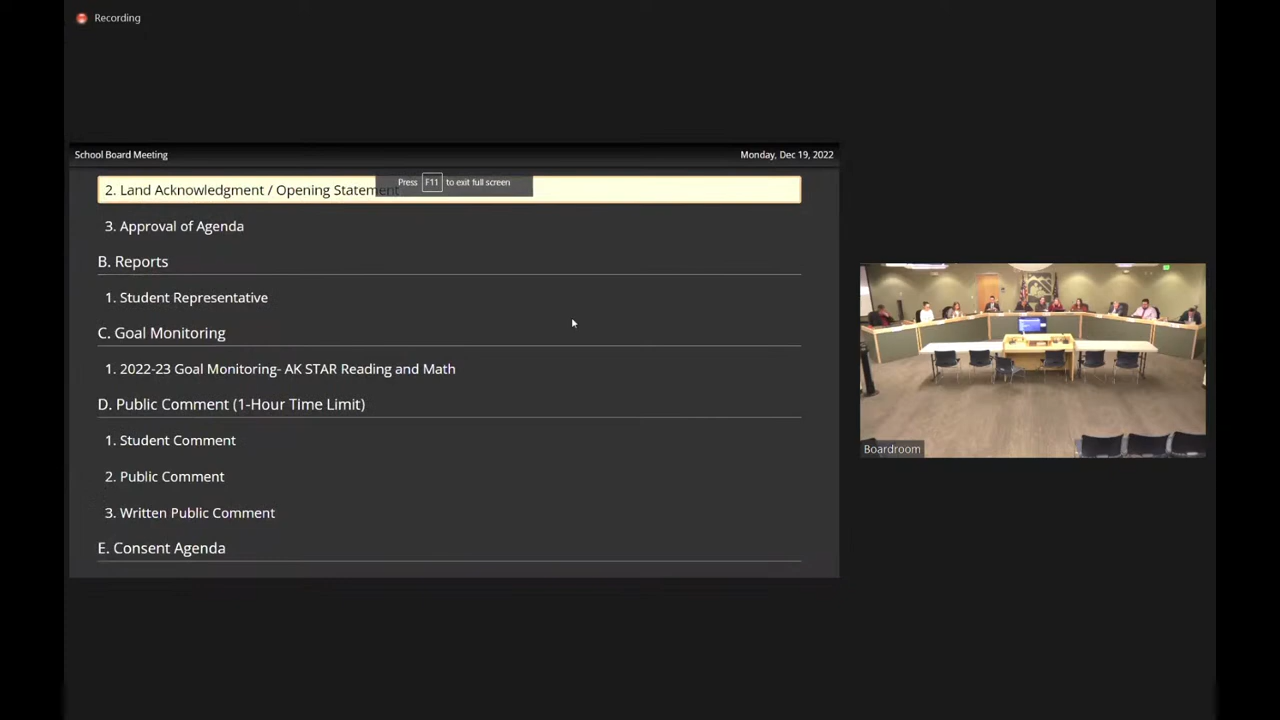 Recording
School Board Meeting
Monday, Dec 19, 2022
2. Land Acknowledgment / Opening Statement
Press F11 to exit full screen
3. Approval of Agenda
B. Reports
1. Student Representative
C. Goal Monitoring
1. 2022-23 Goal Monitoring- AK STAR Reading and Math
D. Public Comment (1-Hour Time Limit)
1. Student Comment
2. Public Comment
3. Written Public Comment
E. Consent Agenda
Boardroom